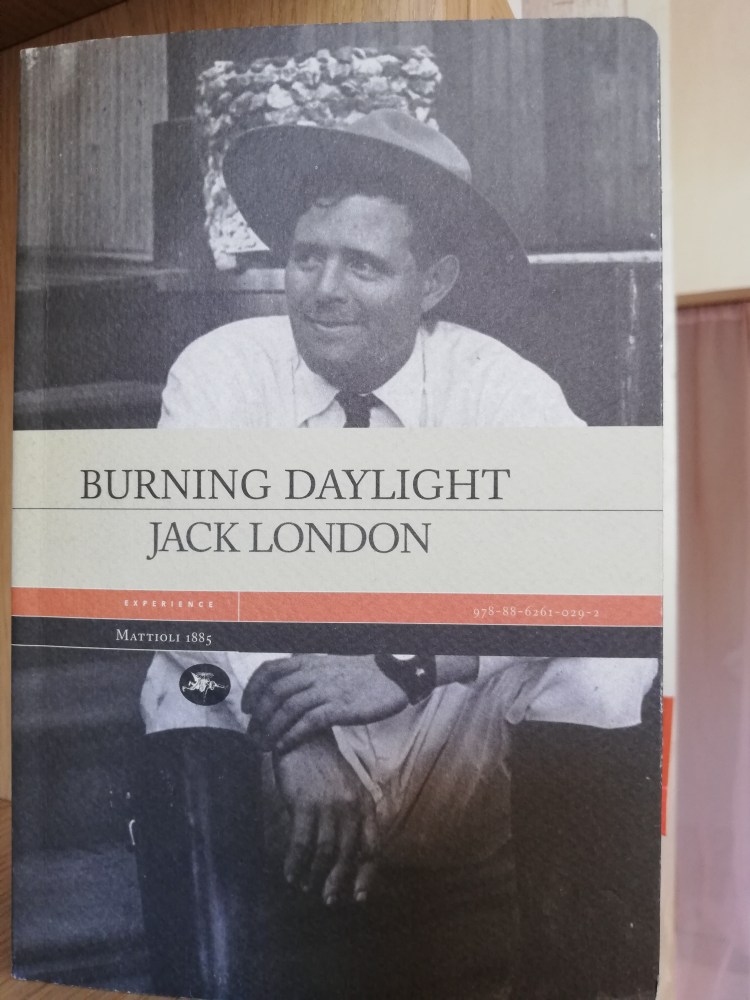 BURNING DAYLIGHT
JACK LONDON
EXPERIENCE
978-88-6261-029-2
MATTIOLI 1885